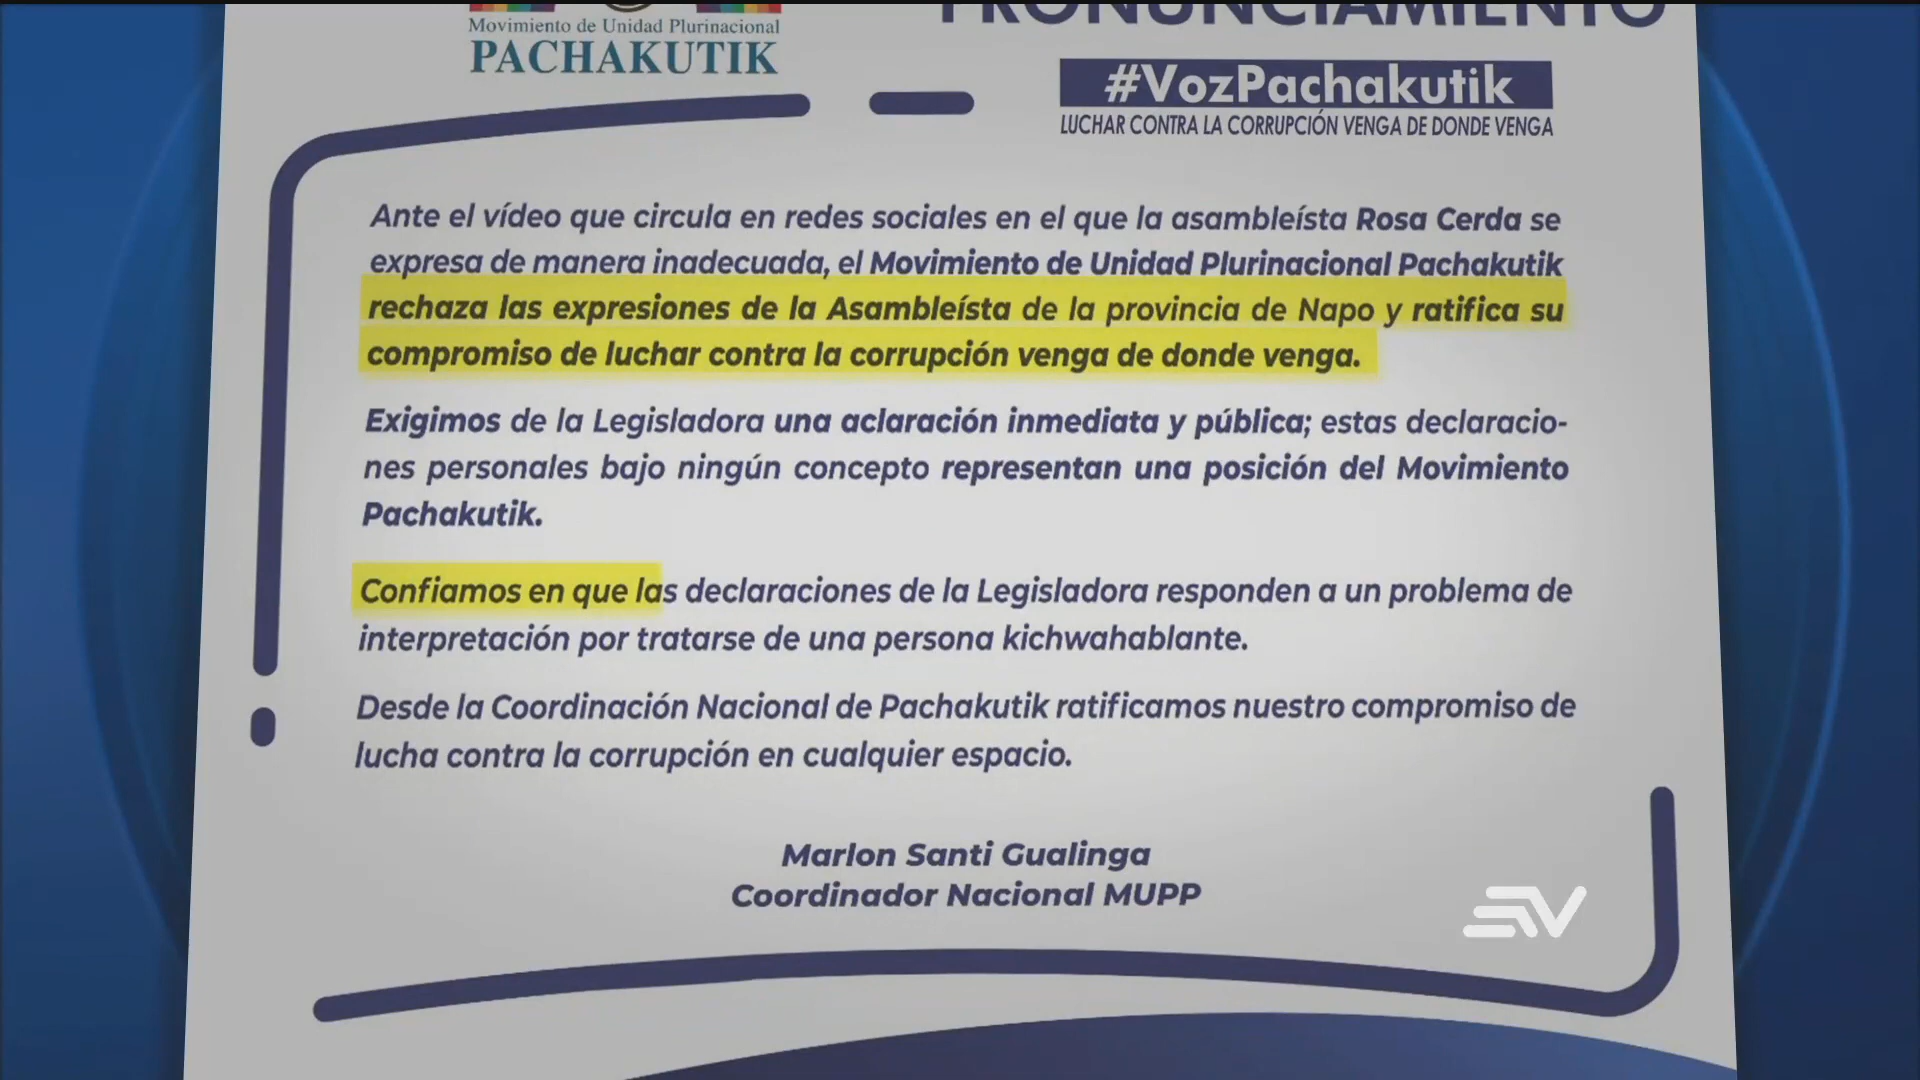 Movimiento de Unidad Plurinacional
PACHAKUTIK
PRONUNCIAMIENTO
#VozPachakutik
LUCHAR CONTRA LA CORRUPCIÓN VENGA DE DONDE VENGA
Ante el vídeo que circula en redes sociales en el que la asambleísta Rosa Cerda se
expresa de manera inadecuada, el Movimiento de Unidad Plurinacional Pachakutik
rechaza las expresiones de la Asambleísta de la provincia de Napo y ratifica su
compromiso de luchar contra la corrupción venga de donde venga.
Exigimos de la Legisladora una aclaración inmediata y pública; estas declaracio-
nes personales bajo ningún concepto representan una posición del Movimiento
Pachakutik.
Confiamos en que las declaraciones de la Legisladora responden a un problema de
interpretación por tratarse de una persona kichwahablante.
Desde la Coordinación Nacional de Pachakutik ratificamos nuestro compromiso de
lucha contra la corrupción en cualquier espacio.
Marlon Santi Gualinga
Coordinador Nacional MUPP